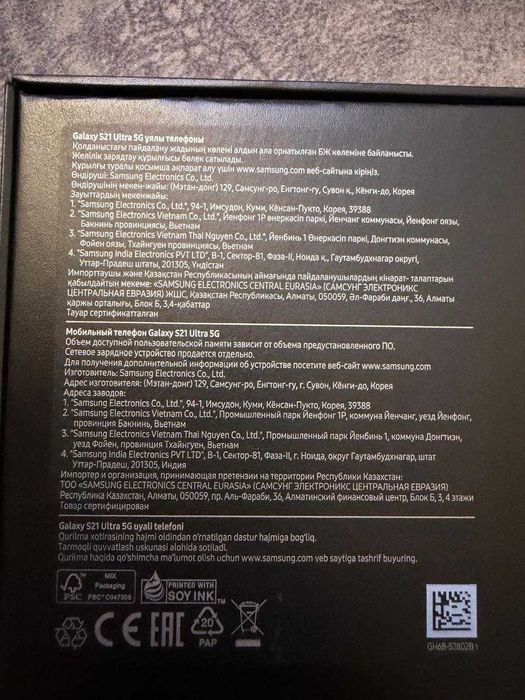 Galaxy S21 Ultra 5G ұялы телефоны
Қолданыстағы пайдалану жадының көлемі алдын ала орнатылған БЖ көлеміне байланысты.
Желілік зарядтау құрылғысы бөлек сатылады.
Құрылғы туралы қосымша ақпарат алу үшін www.samsung.com веб-сайтына кіріңіз.
Өндіруші: Samsung Electronics Co., Ltd.
Өндірушінің мекен-жайы: (Мэтан-донг) 129, Самсунг-ро, Енгтонг-гу, Сувон қ., Кёнги-до, Корея
Зауыттардың мекен-жайы:
1. "Samsung Electronics Co., Ltd.", 94-1, Имсудон, Куми, Кёнсан-Пукто, Корея, 39388
2. "Samsung Electronics Vietnam Co., Ltd.", Йенфонг 1Р өнеркәсіп паркі, Йенчанг коммунасы, Йенфонг оязы,
Бакнинь провинциясы, Вьетнам
3. "Samsung Electronics Vietnam Thai Nguyen Co., Ltd.", Йенбинь 1 Өнеркәсіп паркі, Донгтиэн коммунасы,
Фойен оязы, Тхайнгуен провинциясы, Вьетнам
4. "Samsung India Electronics PVT LTD", B-1, Сектор-81, Фаза-II, Ноида қ., Гаутамбудхнагар округі,
Уттар-Прадеш штаты, 201305, Үндістан
Импорттаушы және Қазақстан Республикасының аймағында пайдаланушылардың кінәрат- талаптарын
қабылдайтын мекеме: «SAMSUNG ELECTRONICS CENTRAL EURASIA» (САМСУНГ ЭЛЕКТРОНИКС
ЦЕНТРАЛЬНАЯ ЕВРАЗИЯ) ЖШС, Қазақстан Республикасы, Алматы, 050059, Әл-Фараби даңғ., 36, Алматы
қаржы орталығы, Блок Б, 3,4-қабаттар
Тауар сертификатталған
Мобильный телефон Galaxy S21 Ultra 5G
Объем доступной пользовательской памяти зависит от объема предустановленного ПО.
Сетевое зарядное устройство продается отдельно.
Для получения дополнительной информации об устройстве посетите веб-сайт www.samsung.com
Изготовитель: Samsung Electronics Co., Ltd.
Адрес изготовителя: (Мэтан-донг) 129, Самсунг-ро, Енгтонг-гу, г. Сувон, Кёнги-до, Корея
Адреса заводов:
1. "Samsung Electronics Co., Ltd.", 94-1, Имсудон, Куми, Кёнсан-Пукто, Корея, 39388
2. "Samsung Electronics Vietnam Co., Ltd.", Промышленный парк Йенфонг 1Р, коммуна Йенчанг, уезд Йенфонг,
провинция Бакнинь, Вьетнам
3. "Samsung Electronics Vietnam Thai Nguyen Co., Ltd.", Промышленный парк Йенбинь 1, коммуна Донгтиэн,
уезд Фойен, провинция Тхайнгуен, Вьетнам
4. "Samsung India Electronics PVT LTD", B-1, Сектор-81, Фаза-II, г. Ноида, округ Гаутамбудхнагар, штат
Уттар-Прадеш, 201305, Индия
Импортер и организация, принимающая претензии на территории Республики Казахстан:
ТОО «SAMSUNG ELECTRONICS CENTRAL EURASIA» (САМСУНГ ЭЛЕКТРОНИКС ЦЕНТРАЛЬНАЯ ЕВРАЗИЯ)
Республика Казахстан, Алматы, 050059, пр. Аль-Фараби, 36, Алматинский финансовый центр, Блок Б, 3, 4 этажи
Товар сертифицирован
Galaxy S21 Ultra 5G uyali telefoni
Qurilma xotirasining hajmi oldindan o'rnatilgan dastur hajmiga bog'liq.
Tarmoqli quvvatlash uskunasi alohida sotiladi.
Qurilma haqida qo'shimcha ma'lumot olish uchun www.samsung.com veb saytiga tashrif buyuring.
FSC
MIX
Packaging
FSC® C047305
PRINTED WITH
SOY INK™
CE EAC
20
PAP
GH68-52802B 1